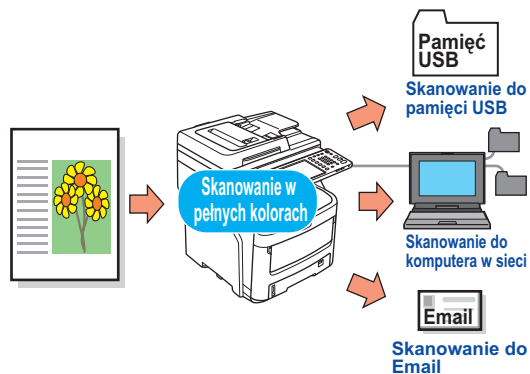 Pamięć
USB
Skanowanie do
pamięci USB
Skanowanie w
pełnych kolorach
Skanowanie do
komputera w sieci
Email
Skanowanie do
Email